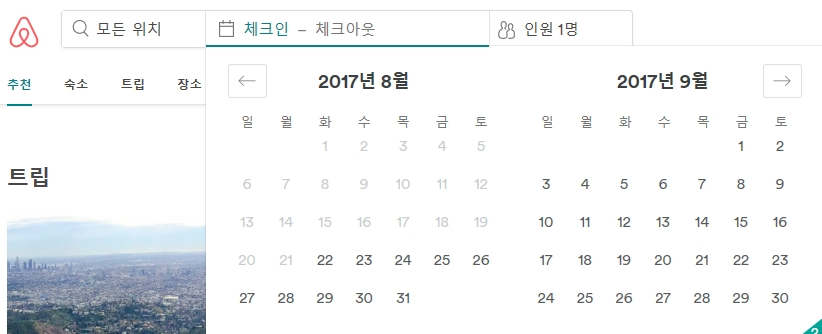 모든 위치
체크인 – 체크아웃
인원 1명
추천 숙소 트립 장소
트립
2017년 8월
일 월 화 수 목 금 토
1 2 3 4 5
6 7 8 9 10 11 12
13 14 15 16 17 18 19
20 21 22 23 24 25 26
27 28 29 30 31
2017년 9월
일 월 화 수 목 금 토
1 2
3 4 5 6 7 8 9
10 11 12 13 14 15 16
17 18 19 20 21 22 23
24 25 26 27 28 29 30